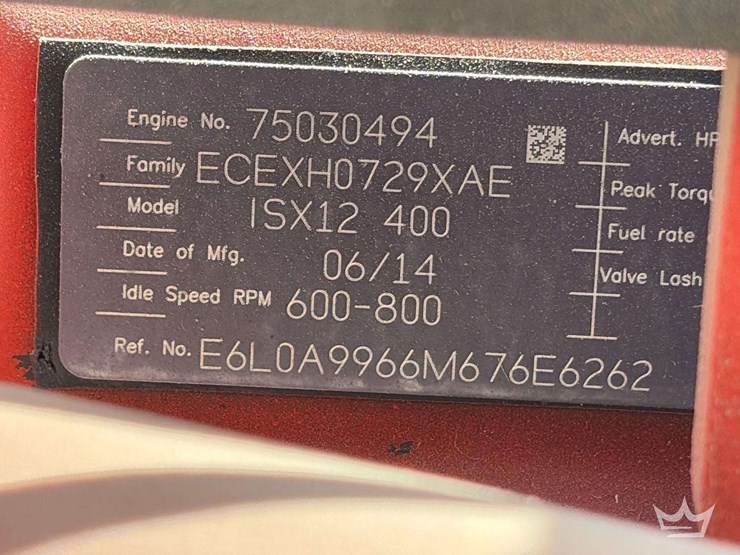 Engine No. 75030494
Family ECEXH0729XAE
Model ISX12 400
Date of Mfg. 06/14
Idle Speed RPM 600-800
Ref. No. E6L0A9966M676E6262
Advert. HP
Peak Torqu
Fuel rate
Valve Lash